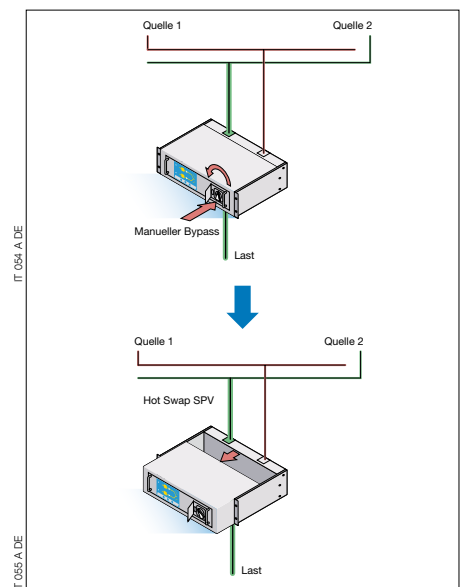 Quelle 1 Quelle 2
Manueller Bypass
Last
IT 054 A DE
Quelle 1 Quelle 2
Hot Swap SPV
Last
IT 055 A DE